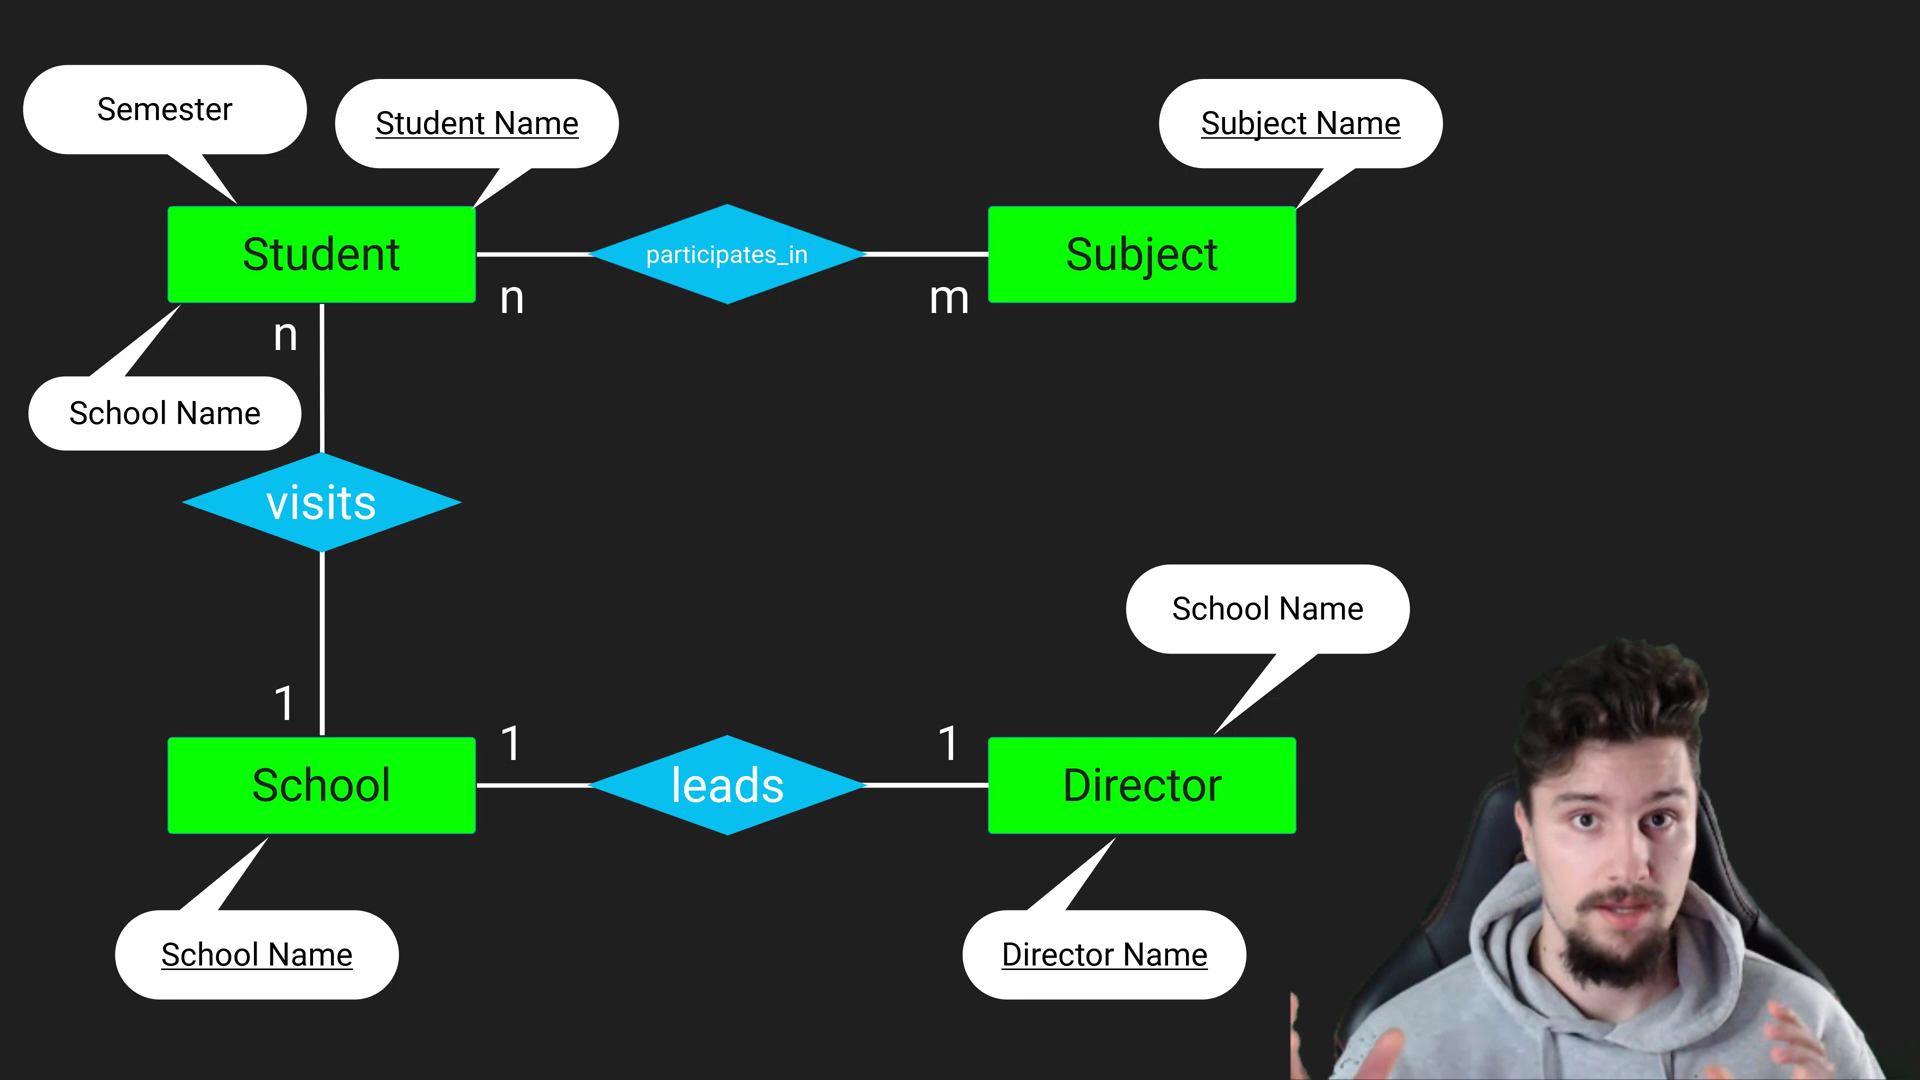 Semester
Student Name
Subject Name
Student
participates_in
Subject
n
m
n
School Name
visits
School Name
1
1
1
School
leads
Director
School Name
Director Name